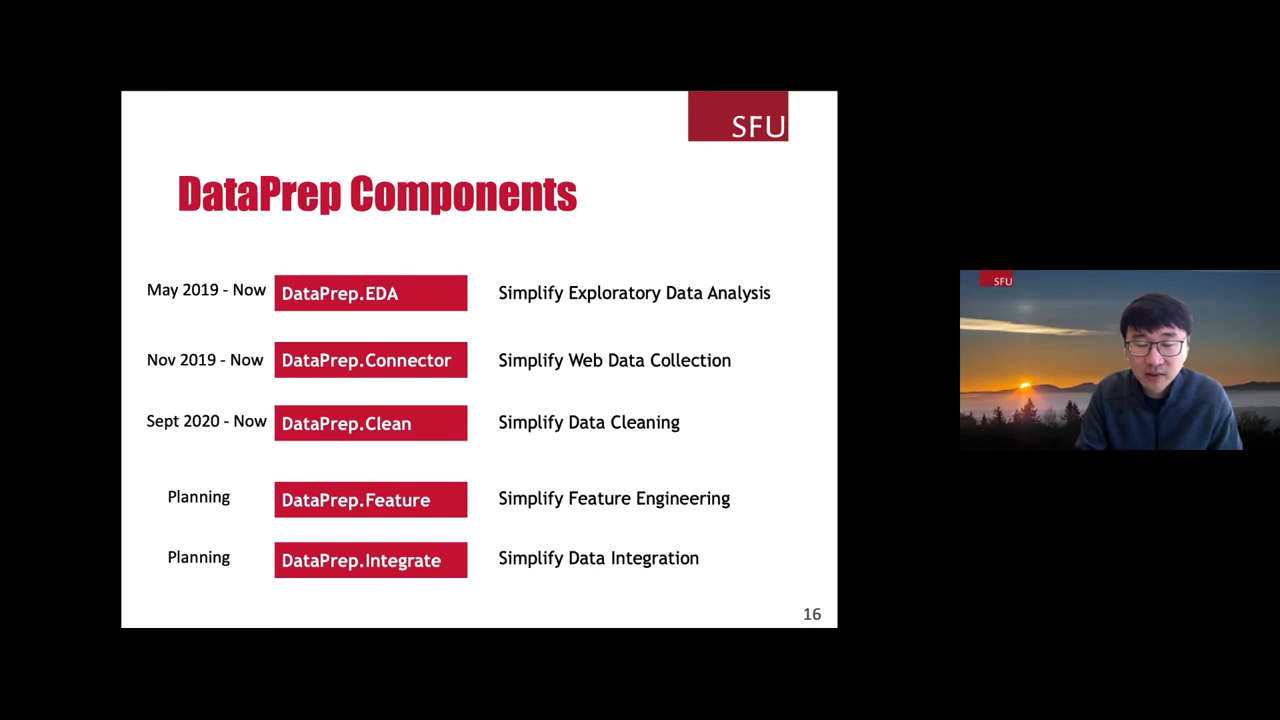 SFU
DataPrep Components
May 2019 - Now DataPrep.EDA Simplify Exploratory Data Analysis
Nov 2019 - Now DataPrep.Connector Simplify Web Data Collection
Sept 2020 - Now DataPrep.Clean Simplify Data Cleaning
Planning DataPrep.Feature Simplify Feature Engineering
Planning DataPrep.Integrate Simplify Data Integration
16
SFU